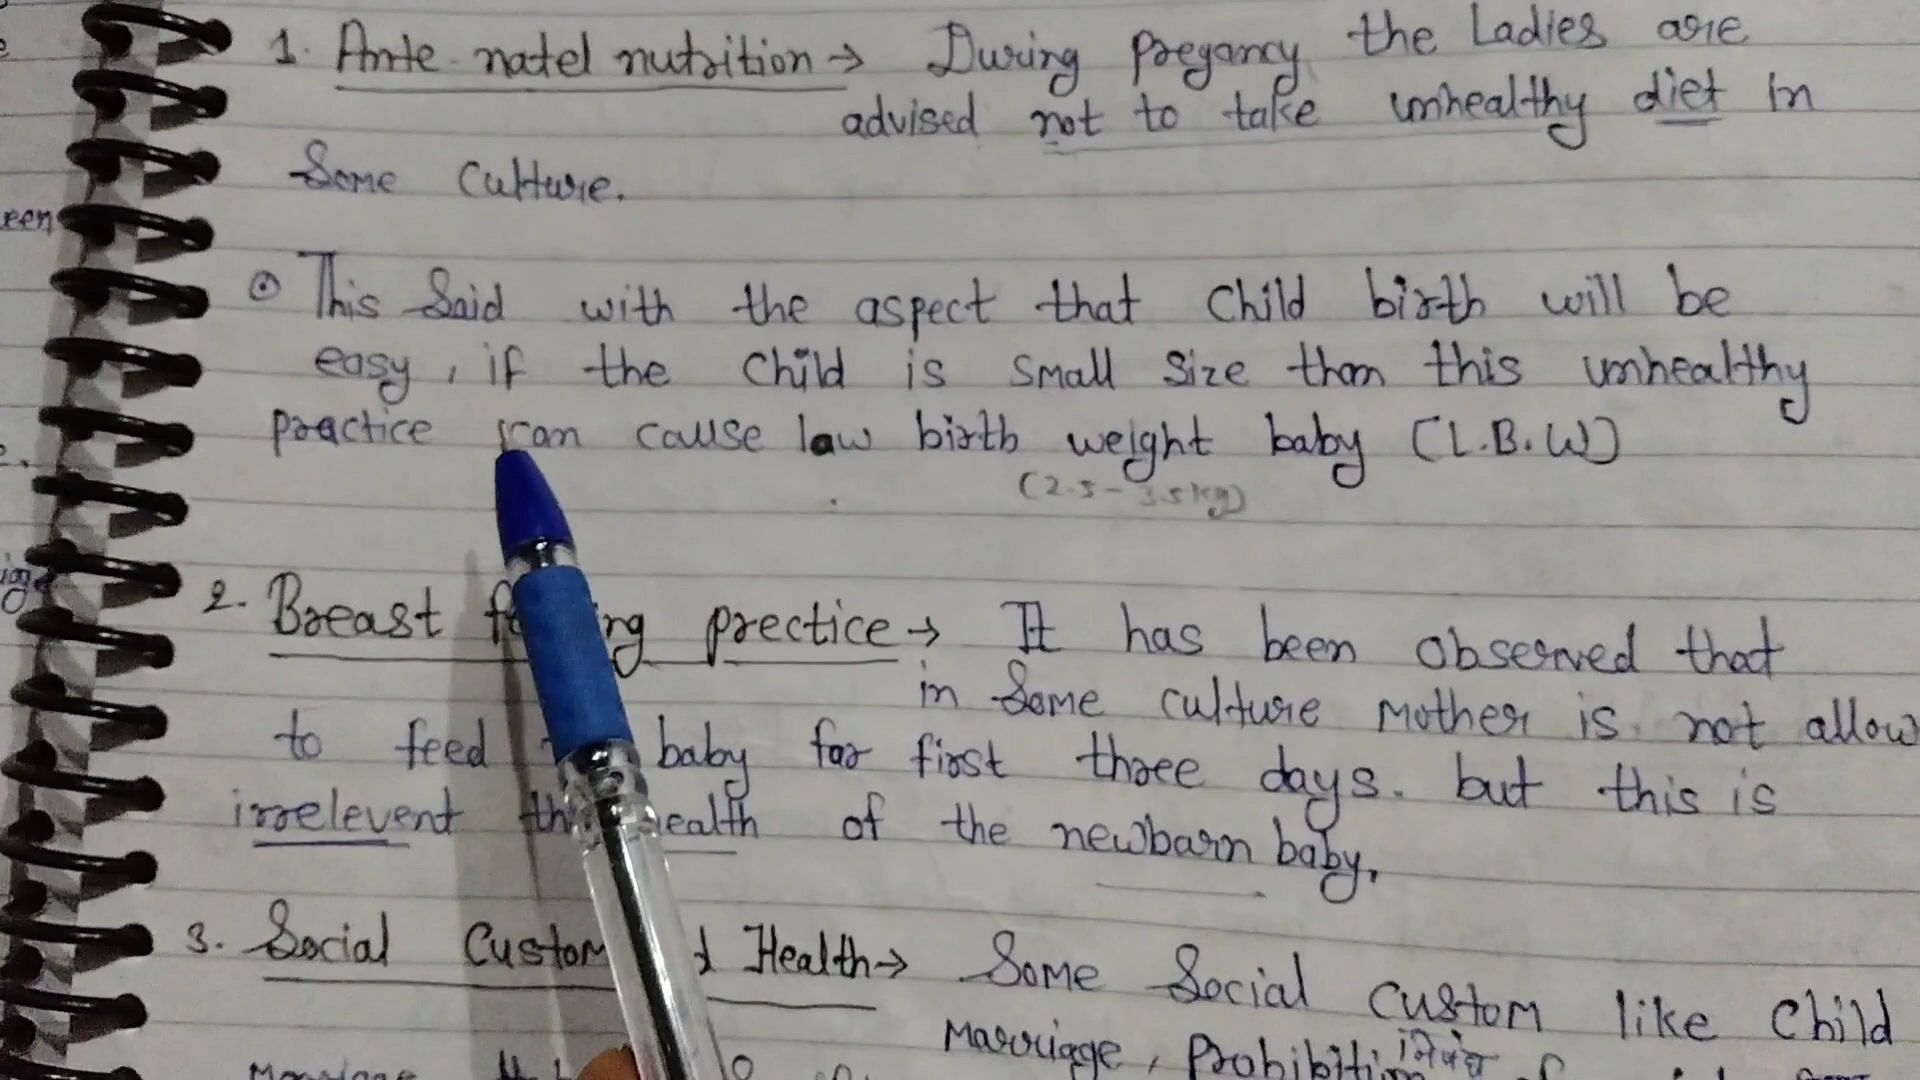 1. Ante natel nutrition → During pregancy the Ladies are
advised not to take unhealthy diet in
Some Culture.
This Said with the aspect that Child birth will be
easy, if the child is small size than this unhealthy
practice can cause law birth weight baby (L.B.W)
(2.5 - 3.5 kg)
2. Breast prectice → It has been observed that
in Some culture Mother is not allow
to feed baby for first three days. but this is
irrelevent of the newbarn baby.
3. Social Custom Health → Some Social Custom like Child
Marriage,